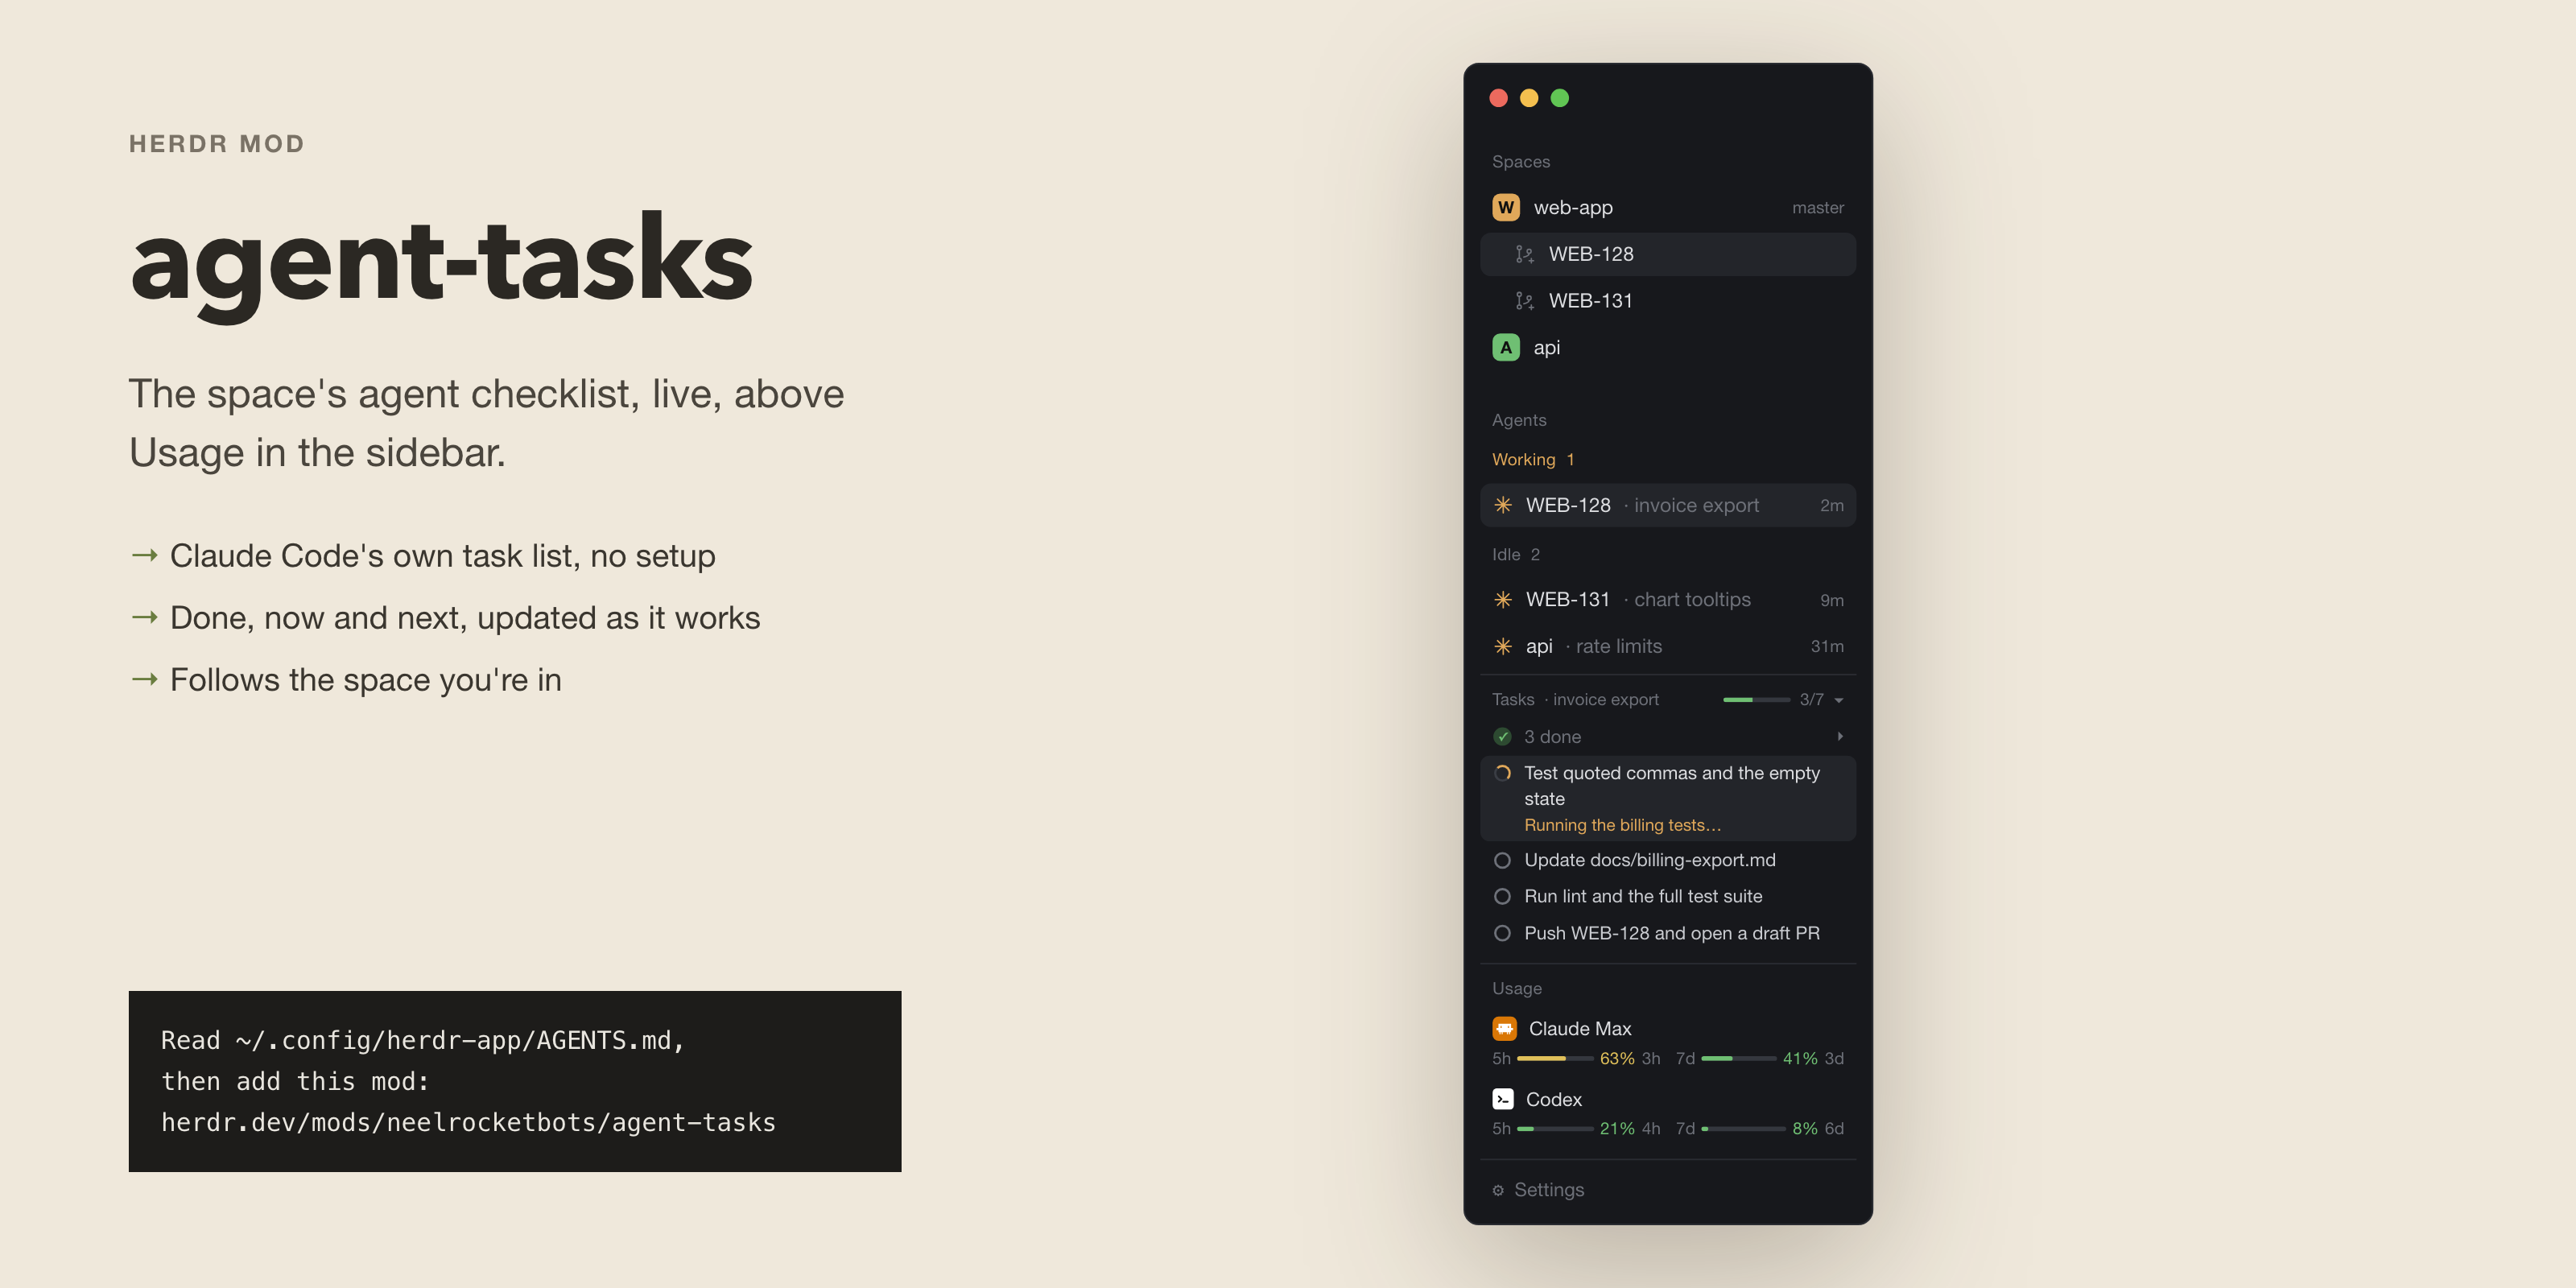 HERDR MOD
agent-tasks
The space's agent checklist, live, above
Usage in the sidebar.
→ Claude Code's own task list, no setup
→ Done, now and next, updated as it works
→ Follows the space you're in
Read ~/.config/herdr-app/AGENTS.md,
then add this mod:
herdr.dev/mods/neelrocketbots/agent-tasks
Spaces
W web-app master
WEB-128
WEB-131
A api
Agents
Working 1
WEB-128 · invoice export 2m
Idle 2
WEB-131 · chart tooltips 9m
api · rate limits 31m
Tasks · invoice export 3/7
3 done
Test quoted commas and the empty
state
Running the billing tests…
Update docs/billing-export.md
Run lint and the full test suite
Push WEB-128 and open a draft PR
Usage
Claude Max
5h 63% 3h 7d 41% 3d
Codex
5h 21% 4h 7d 8% 6d
Settings